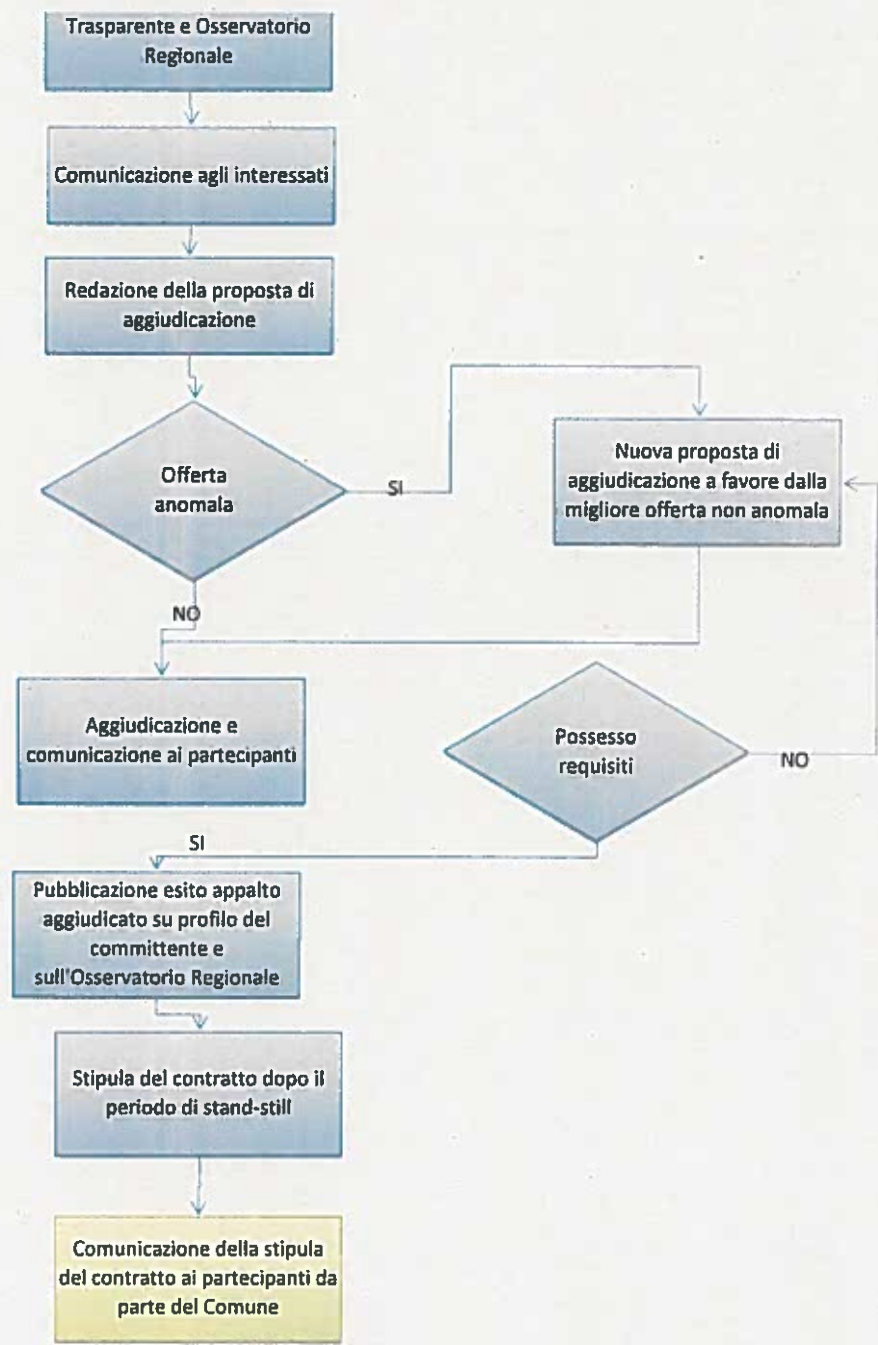 Trasparente e Osservatorio
Regionale
Comunicazione agli interessati
Redazione della proposta di
aggiudicazione
Offerta
anomala
SI
Nuova proposta di
aggiudicazione a favore dalla
migliore offerta non anomala
NO
Aggiudicazione e
comunicazione ai partecipanti
Possesso
requisiti
NO
SI
Pubblicazione esito appalto
aggiudicato su profilo del
committente e
sull'Osservatorio Regionale
Stipula del contratto dopo il
periodo di stand-still
Comunicazione della stipula
del contratto ai partecipanti da
parte del Comune